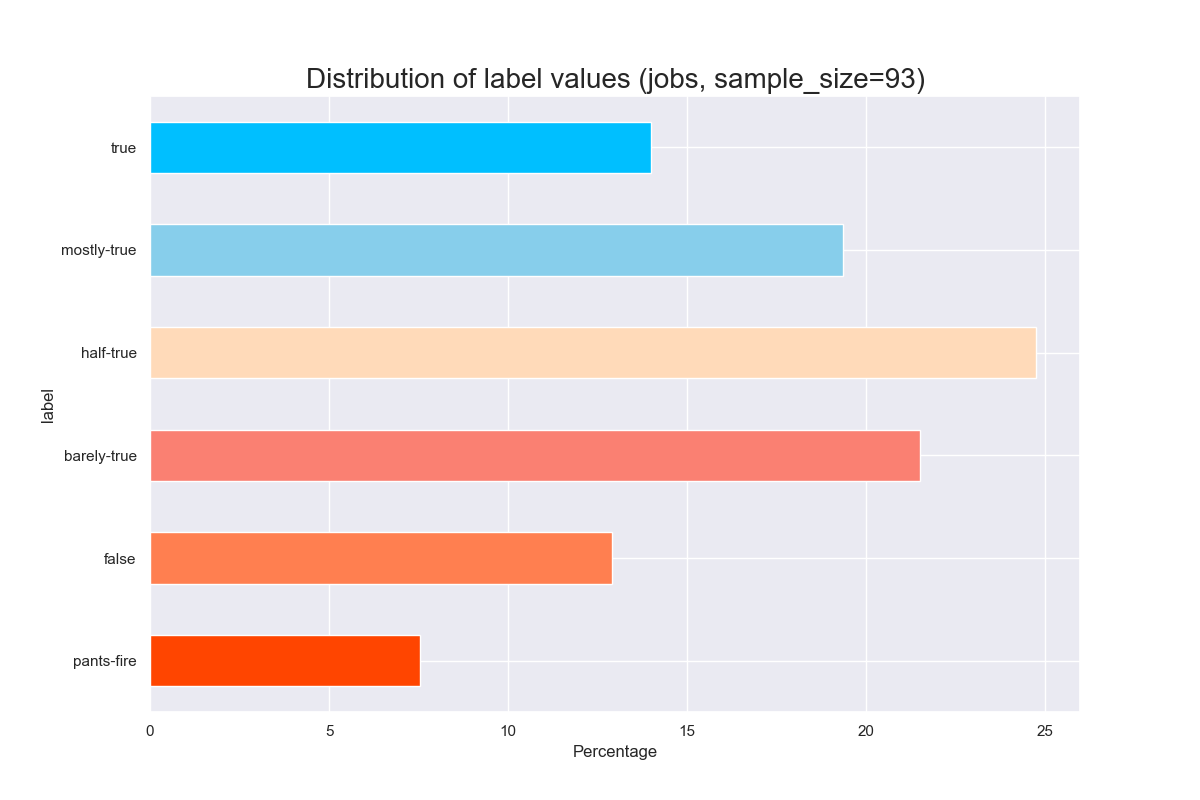 Distribution of label values (jobs, sample_size=93)
true
mostly-true
half-true
label
barely-true
false
pants-fire
0 5 10 15 20 25
Percentage